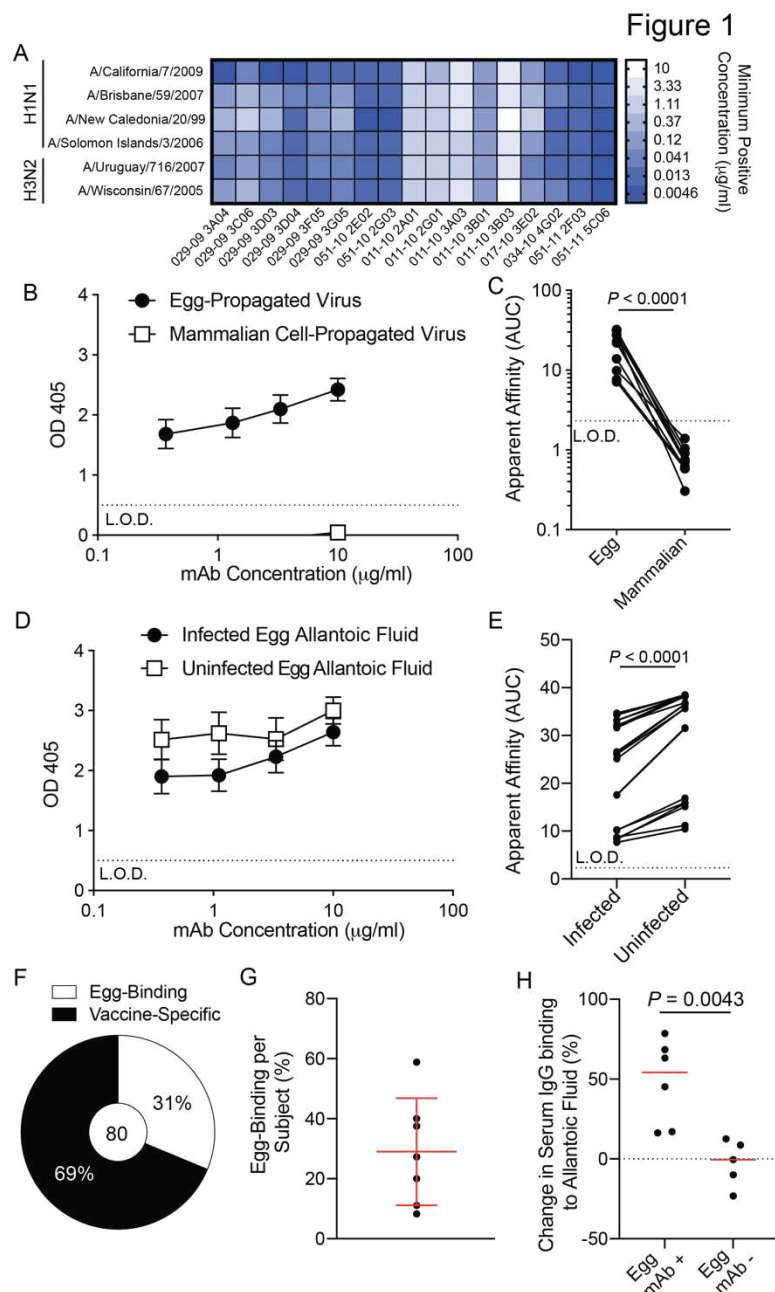 Figure 1
A
H1N1
H3N2
A/California/7/2009
A/Brisbane/59/2007
A/New Caledonia/20/99
A/Solomon Islands/3/2006
A/Uruguay/716/2007
A/Wisconsin/67/2005
029-09 3A04
029-09 3C06
029-09 3D03
029-09 3D04
029-09 3F05
029-09 3G05
051-10 2E02
051-10 2G03
011-10 2A01
011-10 2G01
011-10 3A03
011-10 3B01
011-10 3B03
017-10 3E02
034-10 4G02
051-11 2F03
051-11 5C06
10
3.33
1.11
0.37
0.12
0.041
0.013
0.0046
Minimum Positive
Concentration (μg/ml)
B
Egg-Propagated Virus
Mammalian Cell-Propagated Virus
OD 405
4
3
2
1
0
L.O.D.
0.1
1
10
100
mAb Concentration (μg/ml)
C
P < 0.0001
Apparent Affinity (AUC)
100
10
1
0.1
L.O.D.
Egg
Mammalian
D
Infected Egg Allantoic Fluid
Uninfected Egg Allantoic Fluid
OD 405
4
3
2
1
0
L.O.D.
0.1
1
10
100
mAb Concentration (μg/ml)
E
P < 0.0001
Apparent Affinity (AUC)
50
40
30
20
10
0
L.O.D.
Infected
Uninfected
F
Egg-Binding
Vaccine-Specific
31%
80
69%
G
Egg-Binding per
Subject (%)
80
60
40
20
0
H
P = 0.0043
Change in Serum IgG binding
to Allantoic Fluid (%)
100
50
0
-50
Egg
mAb +
Egg
mAb -